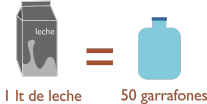 leche
=
1 lt de leche
50 garrafones